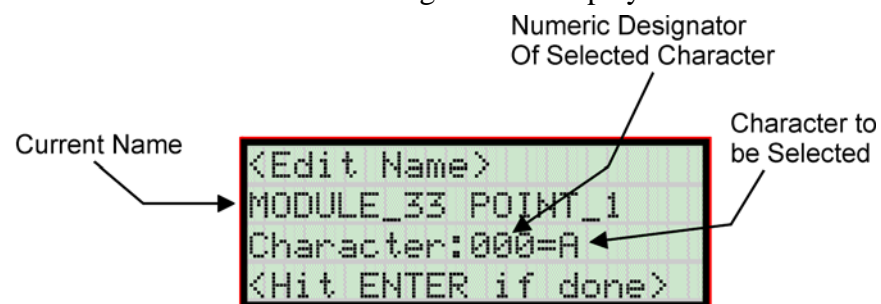 Numeric Designator
Of Selected Character
Character to
be Selected
Current Name
<Edit Name>
MODULE_33 POINT_1
Character:000=A
<Hit ENTER if done>